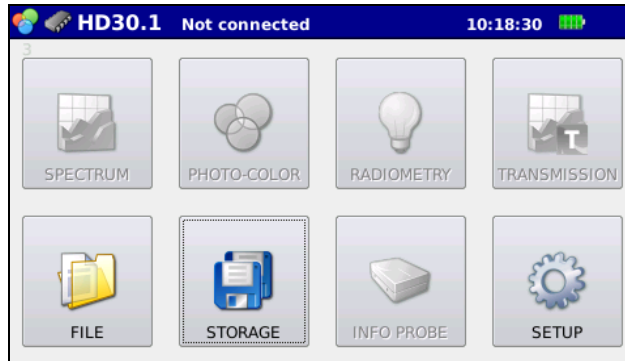 HD30.1 Not connected 10:18:30
3
SPECTRUM PHOTO-COLOR RADIOMETRY TRANSMISSION
T
FILE STORAGE INFO PROBE SETUP